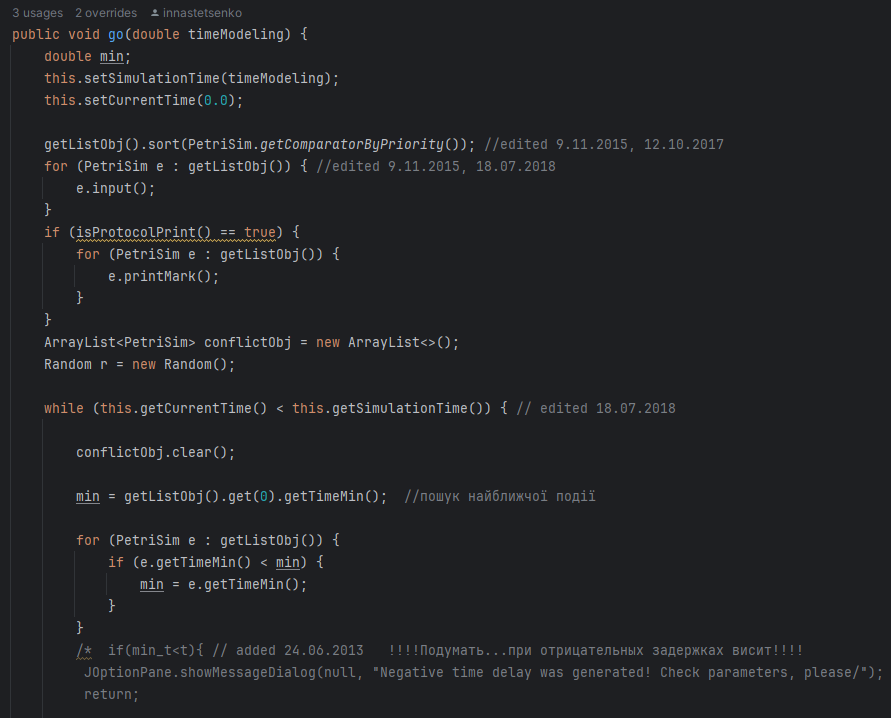 3 usages   2 overrides   innastetsenko
public void go(double timeModeling) {
    double min;
    this.setSimulationTime(timeModeling);
    this.setCurrentTime(0.0);

    getListObj().sort(PetriSim.getComparatorByPriority()); //edited 9.11.2015, 12.10.2017
    for (PetriSim e : getListObj()) { //edited 9.11.2015, 18.07.2018
        e.input();
    }
    if (isProtocolPrint() == true) {
        for (PetriSim e : getListObj()) {
            e.printMark();
        }
    }
    ArrayList<PetriSim> conflictObj = new ArrayList<>();
    Random r = new Random();

    while (this.getCurrentTime() < this.getSimulationTime()) { // edited 18.07.2018

        conflictObj.clear();

        min = getListObj().get(0).getTimeMin();  //пошук найближчої події

        for (PetriSim e : getListObj()) {
            if (e.getTimeMin() < min) {
                min = e.getTimeMin();
            }
        }
        /*  if(min_t<t){ // added 24.06.2013   !!!!Подумать...при отрицательных задержках висит!!!!
         JOptionPane.showMessageDialog(null, "Negative time delay was generated! Check parameters, please/");
         return;